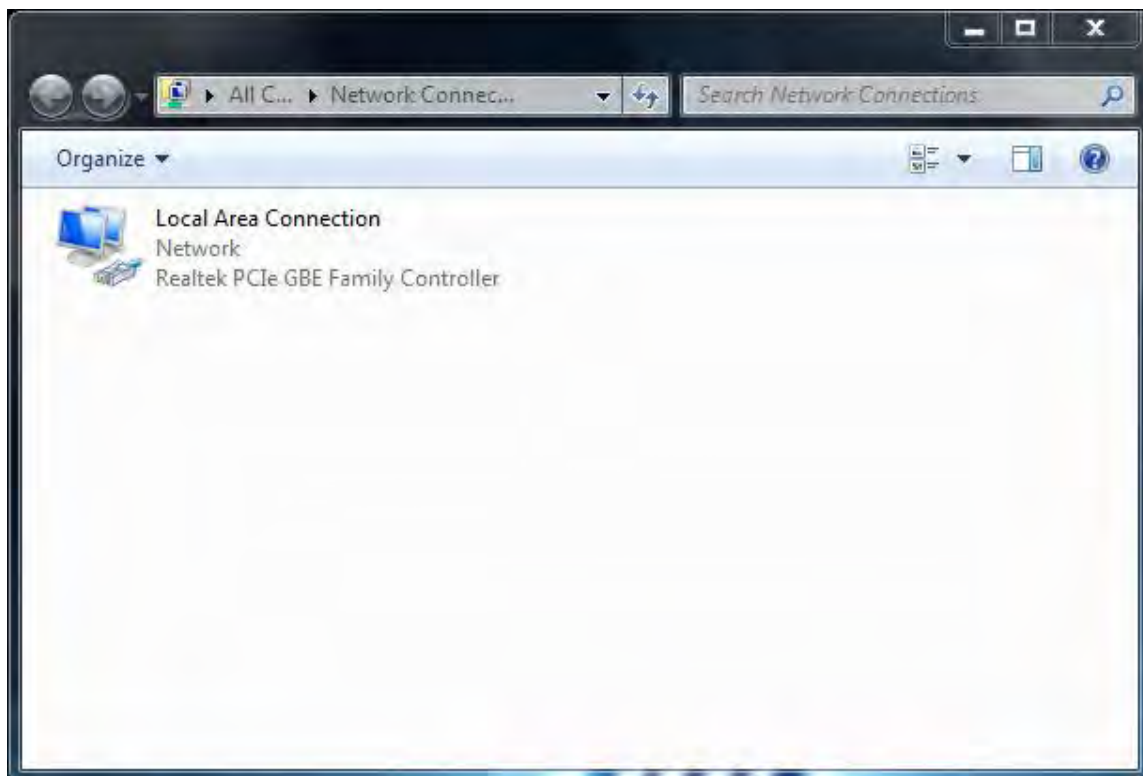 All C... Network Connec...
Search Network Connections
Organize
Local Area Connection
Network
Realtek PCIe GBE Family Controller